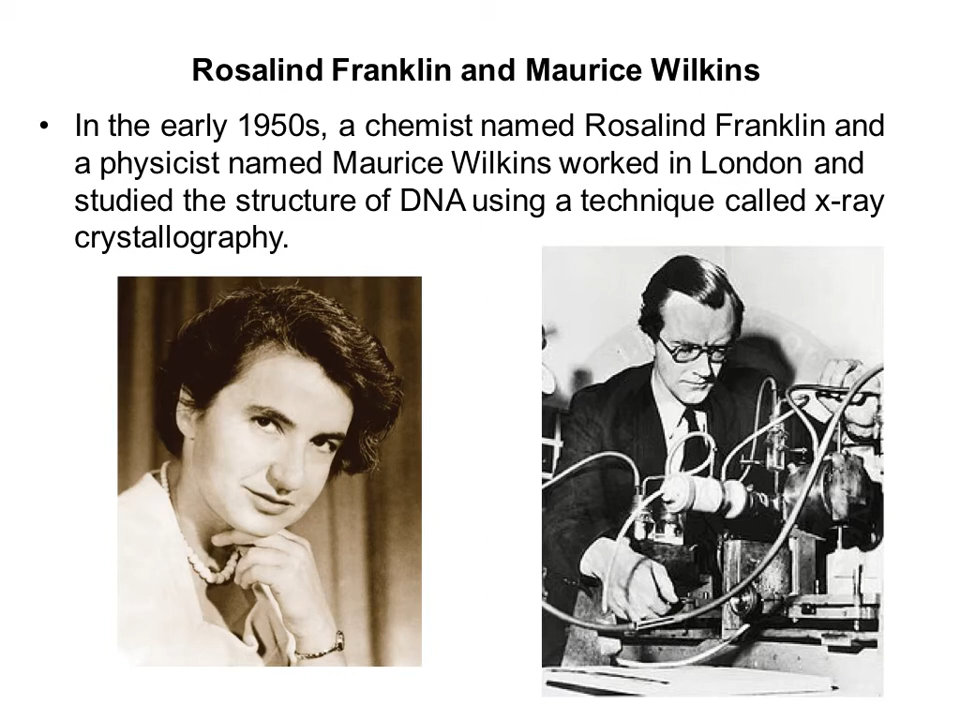 Rosalind Franklin and Maurice Wilkins
• In the early 1950s, a chemist named Rosalind Franklin and
a physicist named Maurice Wilkins worked in London and
studied the structure of DNA using a technique called x-ray
crystallography.